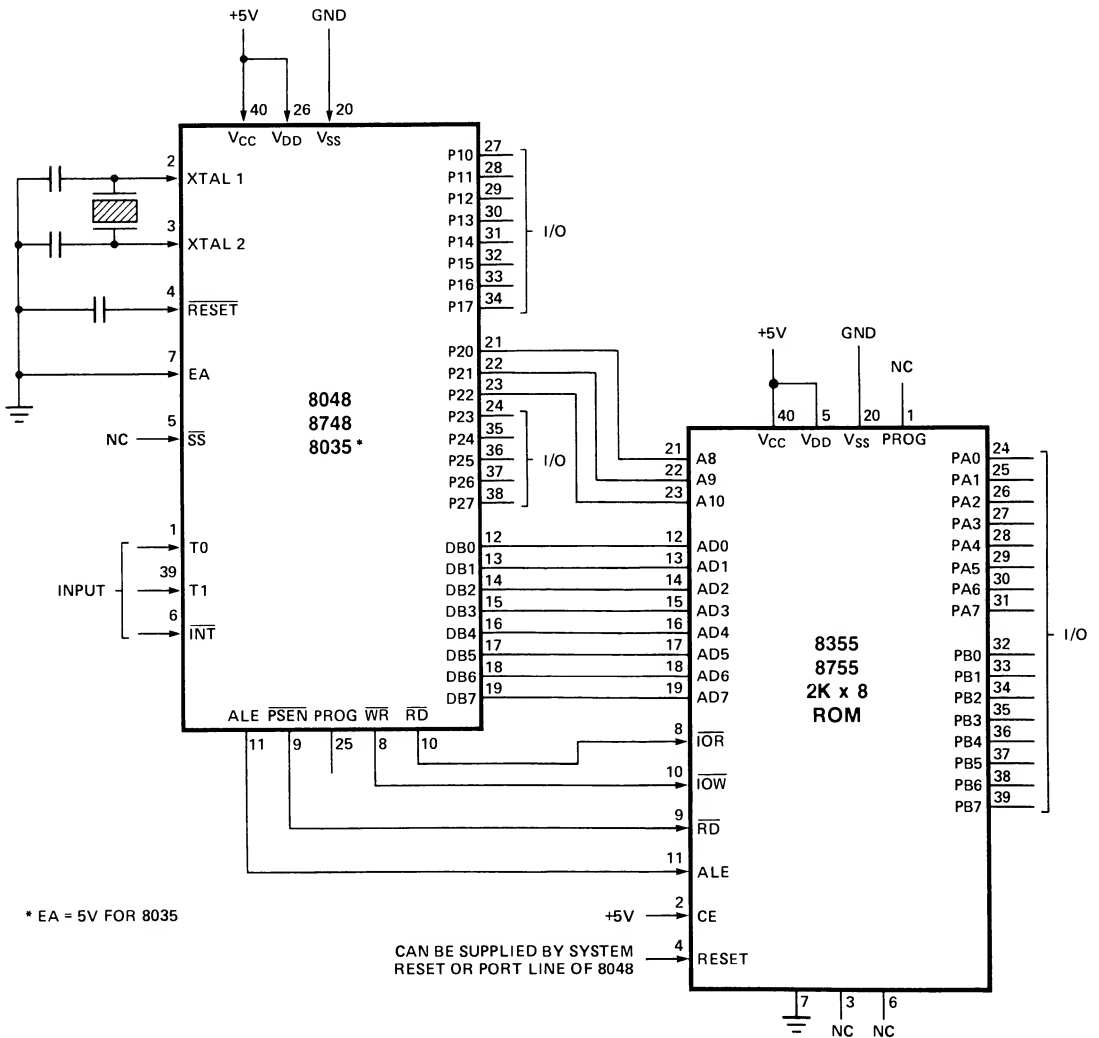 +5V GND
40 26 20
VCC VDD VSS
2 XTAL 1
3 XTAL 2
4 RESET
7 EA
NC 5 SS
INPUT
1 T0
39 T1
6 INT
8048
8748
8035 *
P10 27
P11 28
P12 29
P13 30
P14 31
P15 32
P16 33
P17 34
I/O
P20 21
P21 22
P22 23
P23 24
P24 35
P25 36
P26 37
P27 38
I/O
DB0 12
DB1 13
DB2 14
DB3 15
DB4 16
DB5 17
DB6 18
DB7 19
ALE PSEN PROG WR RD
11 9 25 8 10
+5V GND NC
40 5 20 1
VCC VDD VSS PROG
21 A8
22 A9
23 A10
12 AD0
13 AD1
14 AD2
15 AD3
16 AD4
17 AD5
18 AD6
19 AD7
8 IOR
10 IOW
9 RD
11 ALE
+5V 2 CE
CAN BE SUPPLIED BY SYSTEM
RESET OR PORT LINE OF 8048
4 RESET
8355
8755
2K x 8
ROM
PA0 24
PA1 25
PA2 26
PA3 27
PA4 28
PA5 29
PA6 30
PA7 31
PB0 32
PB1 33
PB2 34
PB3 35
PB4 36
PB5 37
PB6 38
PB7 39
I/O
7 3 6
NC NC
* EA = 5V FOR 8035